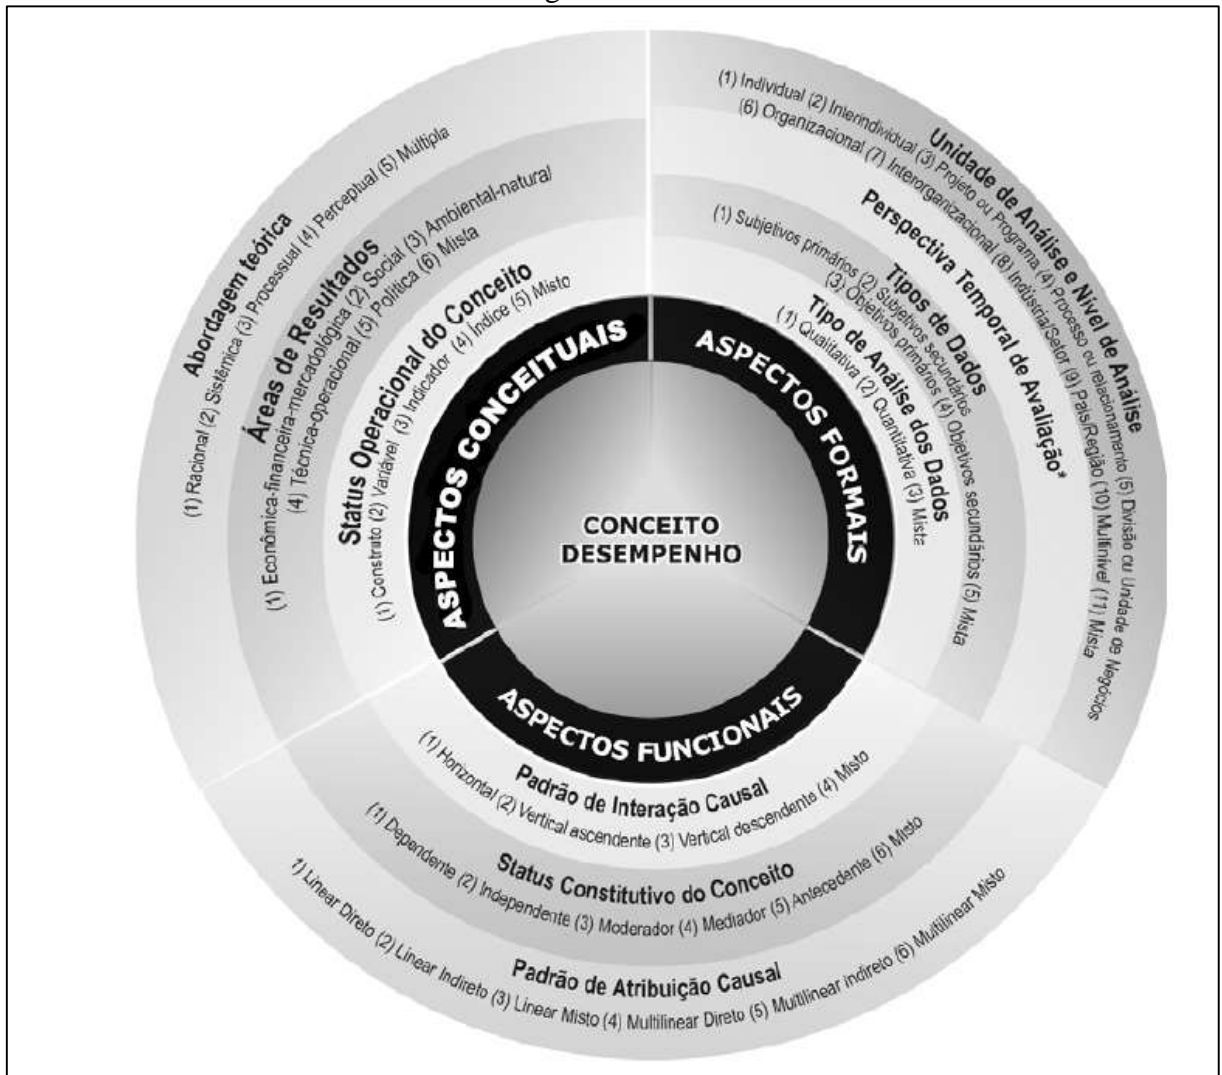 CONCEITO
DESEMPENHO
ASPECTOS CONCEITUAIS
Abordagem teórica
(1) Racional (2) Sistêmica (3) Processual (4) Perceptual (5) Múltipla
Áreas de Resultados
(1) Econômica-financeira-mercadológica (2) Social (3) Ambiental-natural
(4) Técnica-operacional (5) Política (6) Mista
Status Operacional do Conceito
(1) Construto (2) Variável (3) Indicador (4) Índice (5) Misto
ASPECTOS FORMAIS
Unidade de Análise e Nível de Análise
(1) Individual (2) Interindividual (3) Projeto ou Programa (4) Processo ou relacionamento (5) Divisão ou Unidade de Negócios
(6) Organizacional (7) Interorganizacional (8) Indústria/Setor (9) País/Região (10) Multinível (11) Mista
Perspectiva Temporal de Avaliação*
Tipos de Dados
(1) Subjetivos primários (2) Subjetivos secundários
(3) Objetivos primários (4) Objetivos secundários (5) Mista
Tipo de Análise dos Dados
(1) Qualitativa (2) Quantitativa (3) Mista
ASPECTOS FUNCIONAIS
Padrão de Interação Causal
(1) Horizontal (2) Vertical ascendente (3) Vertical descendente (4) Misto
Status Constitutivo do Conceito
(1) Dependente (2) Independente (3) Moderador (4) Mediador (5) Antecedente (6) Misto
Padrão de Atribuição Causal
1) Linear Direto (2) Linear Indireto (3) Linear Misto (4) Multilinear Direto (5) Multilinear indireto (6) Multilinear Misto